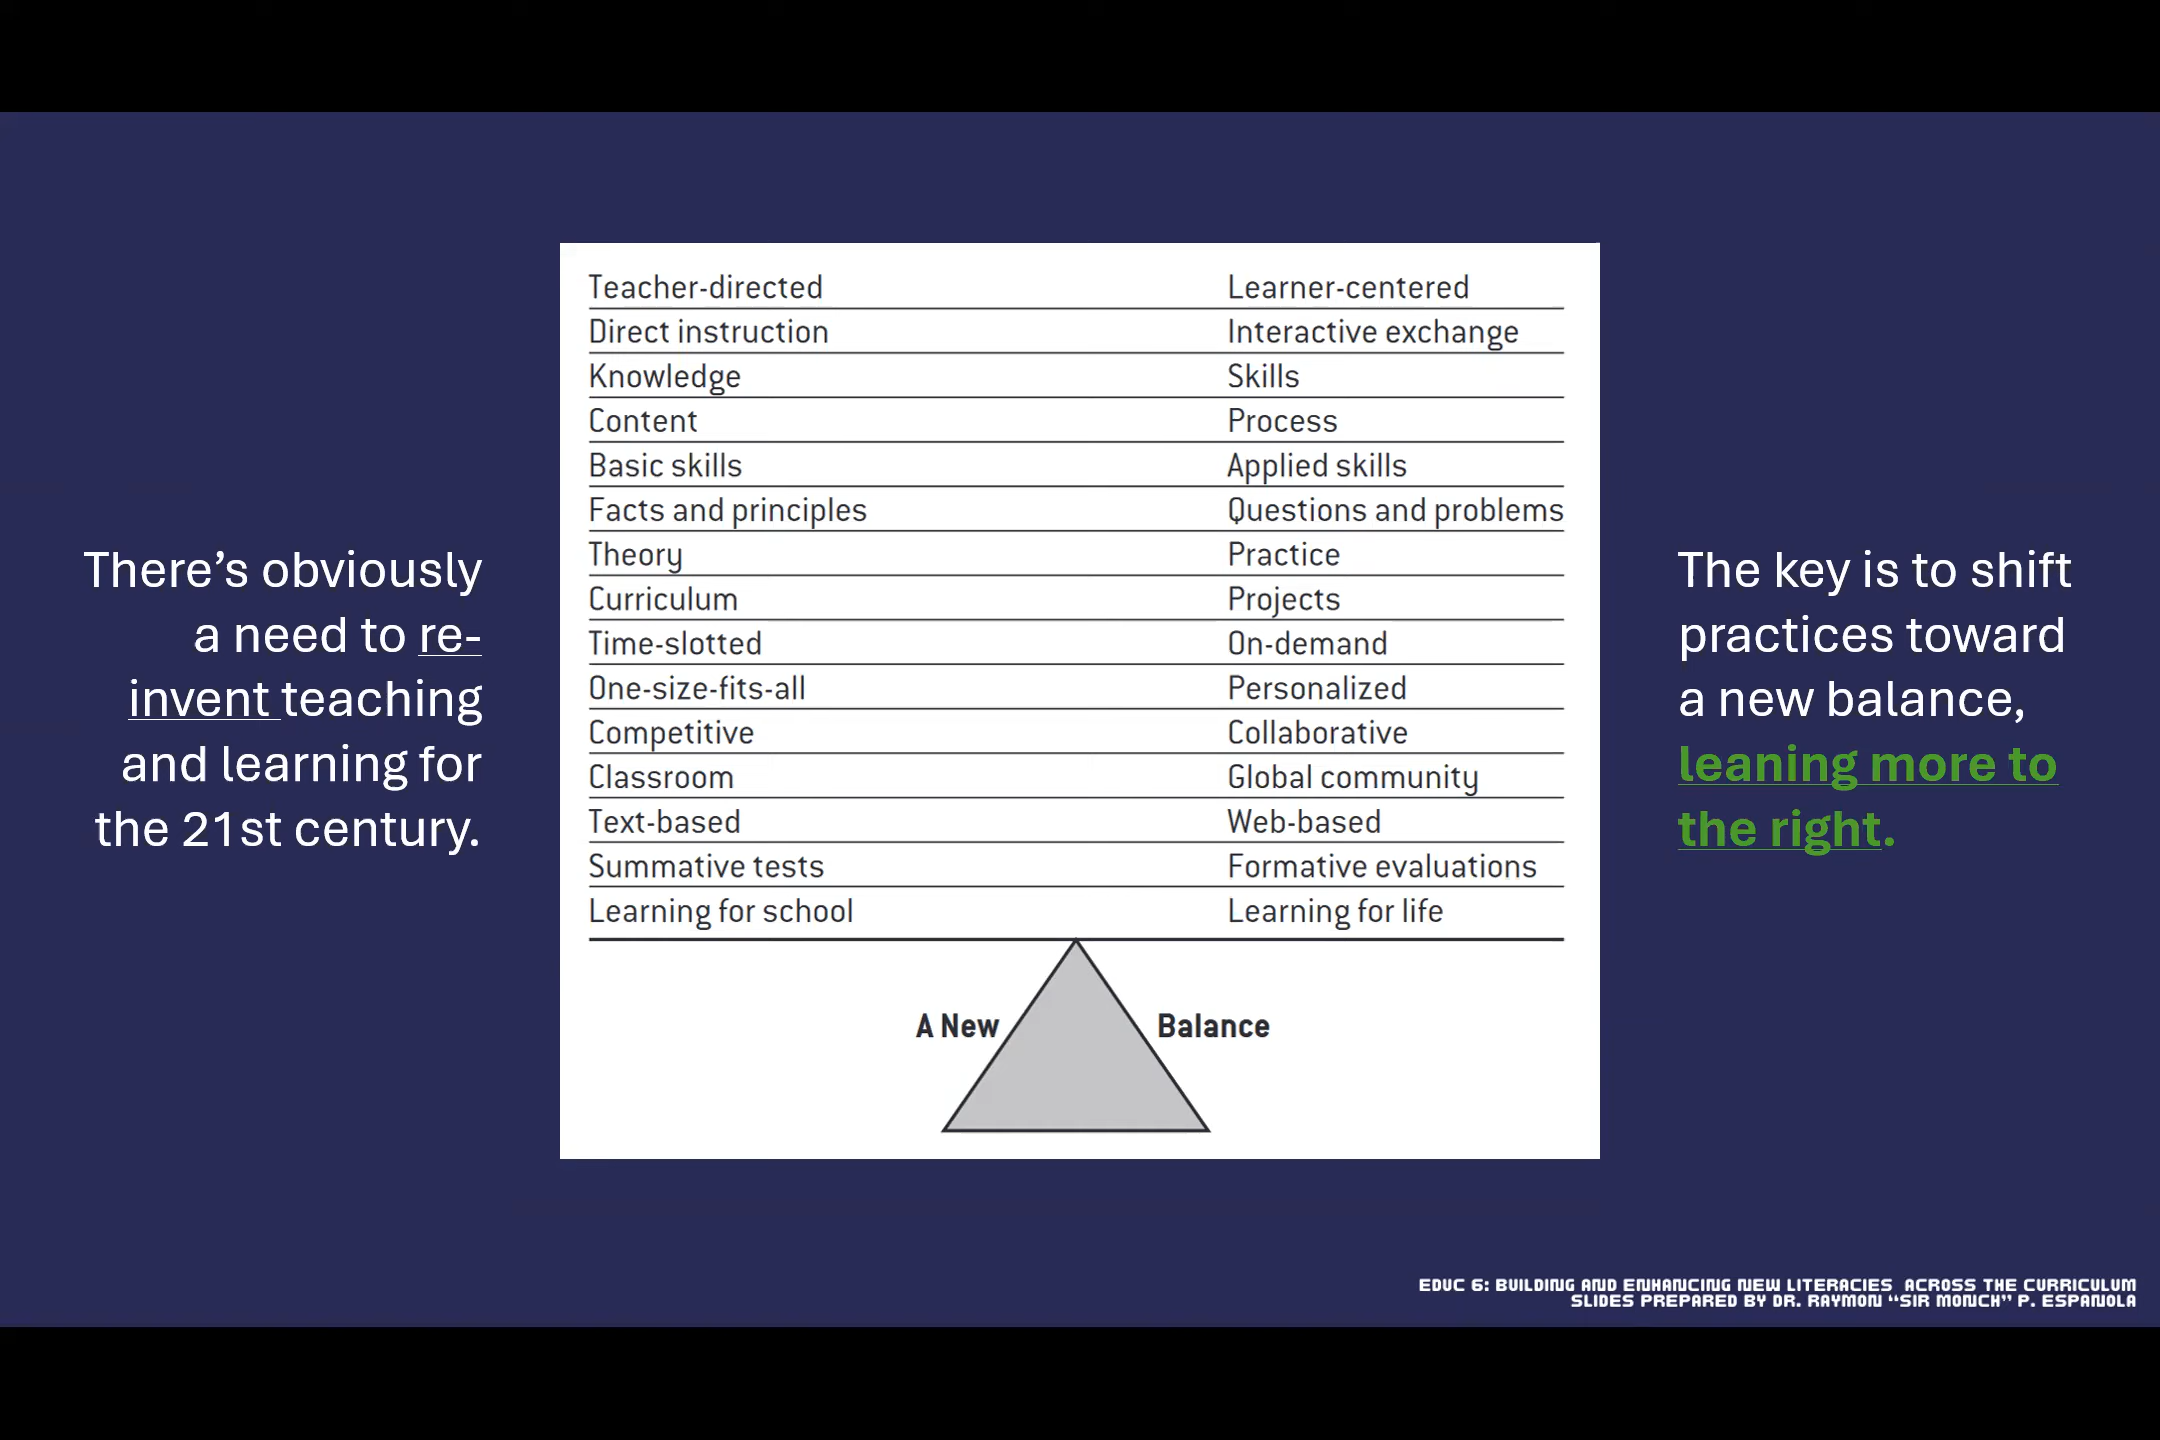 There’s obviously
a need to re-
invent teaching
and learning for
the 21st century.
Teacher-directed Learner-centered
Direct instruction Interactive exchange
Knowledge Skills
Content Process
Basic skills Applied skills
Facts and principles Questions and problems
Theory Practice
Curriculum Projects
Time-slotted On-demand
One-size-fits-all Personalized
Competitive Collaborative
Classroom Global community
Text-based Web-based
Summative tests Formative evaluations
Learning for school Learning for life
A New Balance
The key is to shift
practices toward
a new balance,
leaning more to
the right.
EDUC 6: BUILDING AND ENHANCING NEW LITERACIES ACROSS THE CURRICULUM
SLIDES PREPARED BY DR. RAYMON “SIR MONCH” P. ESPANOLA